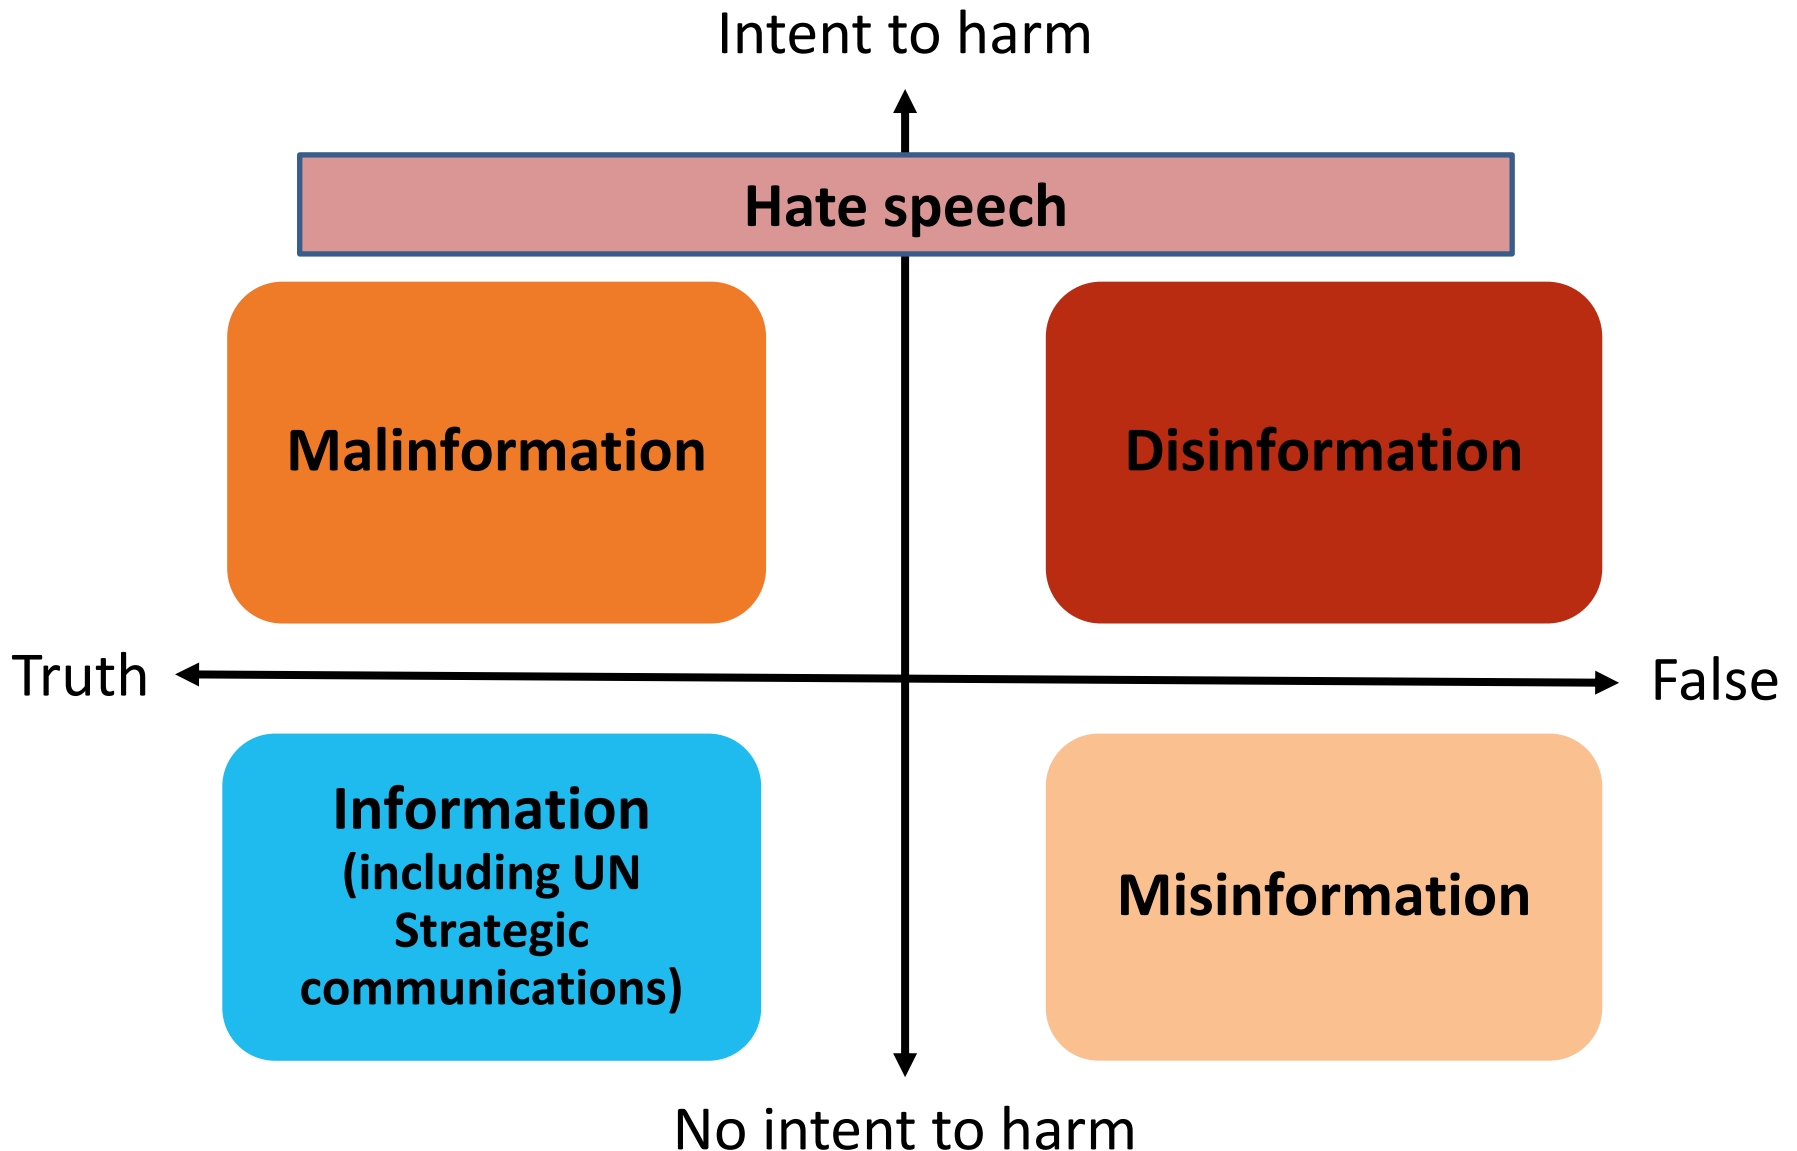 Intent to harm
Hate speech
Malinformation
Disinformation
Truth
False
Information
(including UN
Strategic
communications)
Misinformation
No intent to harm